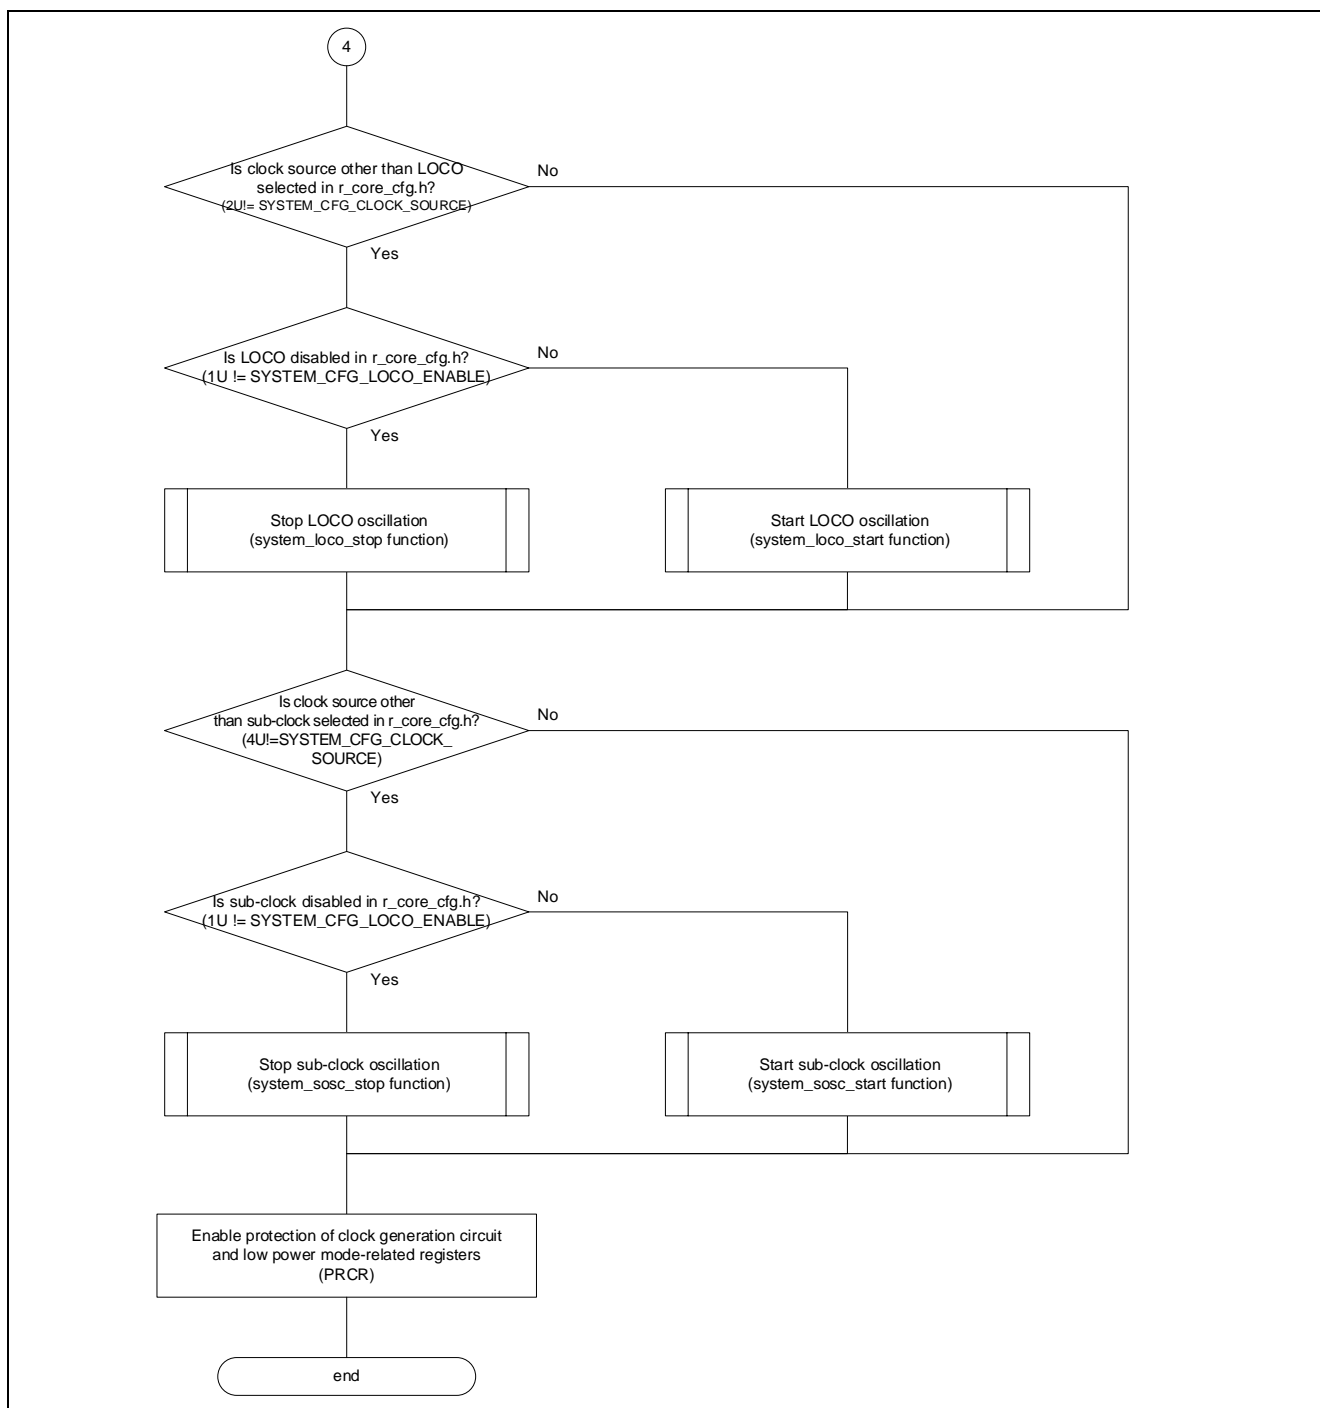 4
Is clock source other than LOCO
selected in r_core_cfg.h?
(2U!= SYSTEM_CFG_CLOCK_SOURCE)
No
Yes
Is LOCO disabled in r_core_cfg.h?
(1U != SYSTEM_CFG_LOCO_ENABLE)
No
Yes
Stop LOCO oscillation
(system_loco_stop function)
Start LOCO oscillation
(system_loco_start function)
Is clock source other
than sub-clock selected in r_core_cfg.h?
(4U!=SYSTEM_CFG_CLOCK_
SOURCE)
No
Yes
Is sub-clock disabled in r_core_cfg.h?
(1U != SYSTEM_CFG_LOCO_ENABLE)
No
Yes
Stop sub-clock oscillation
(system_sosc_stop function)
Start sub-clock oscillation
(system_sosc_start function)
Enable protection of clock generation circuit
and low power mode-related registers
(PRCR)
end